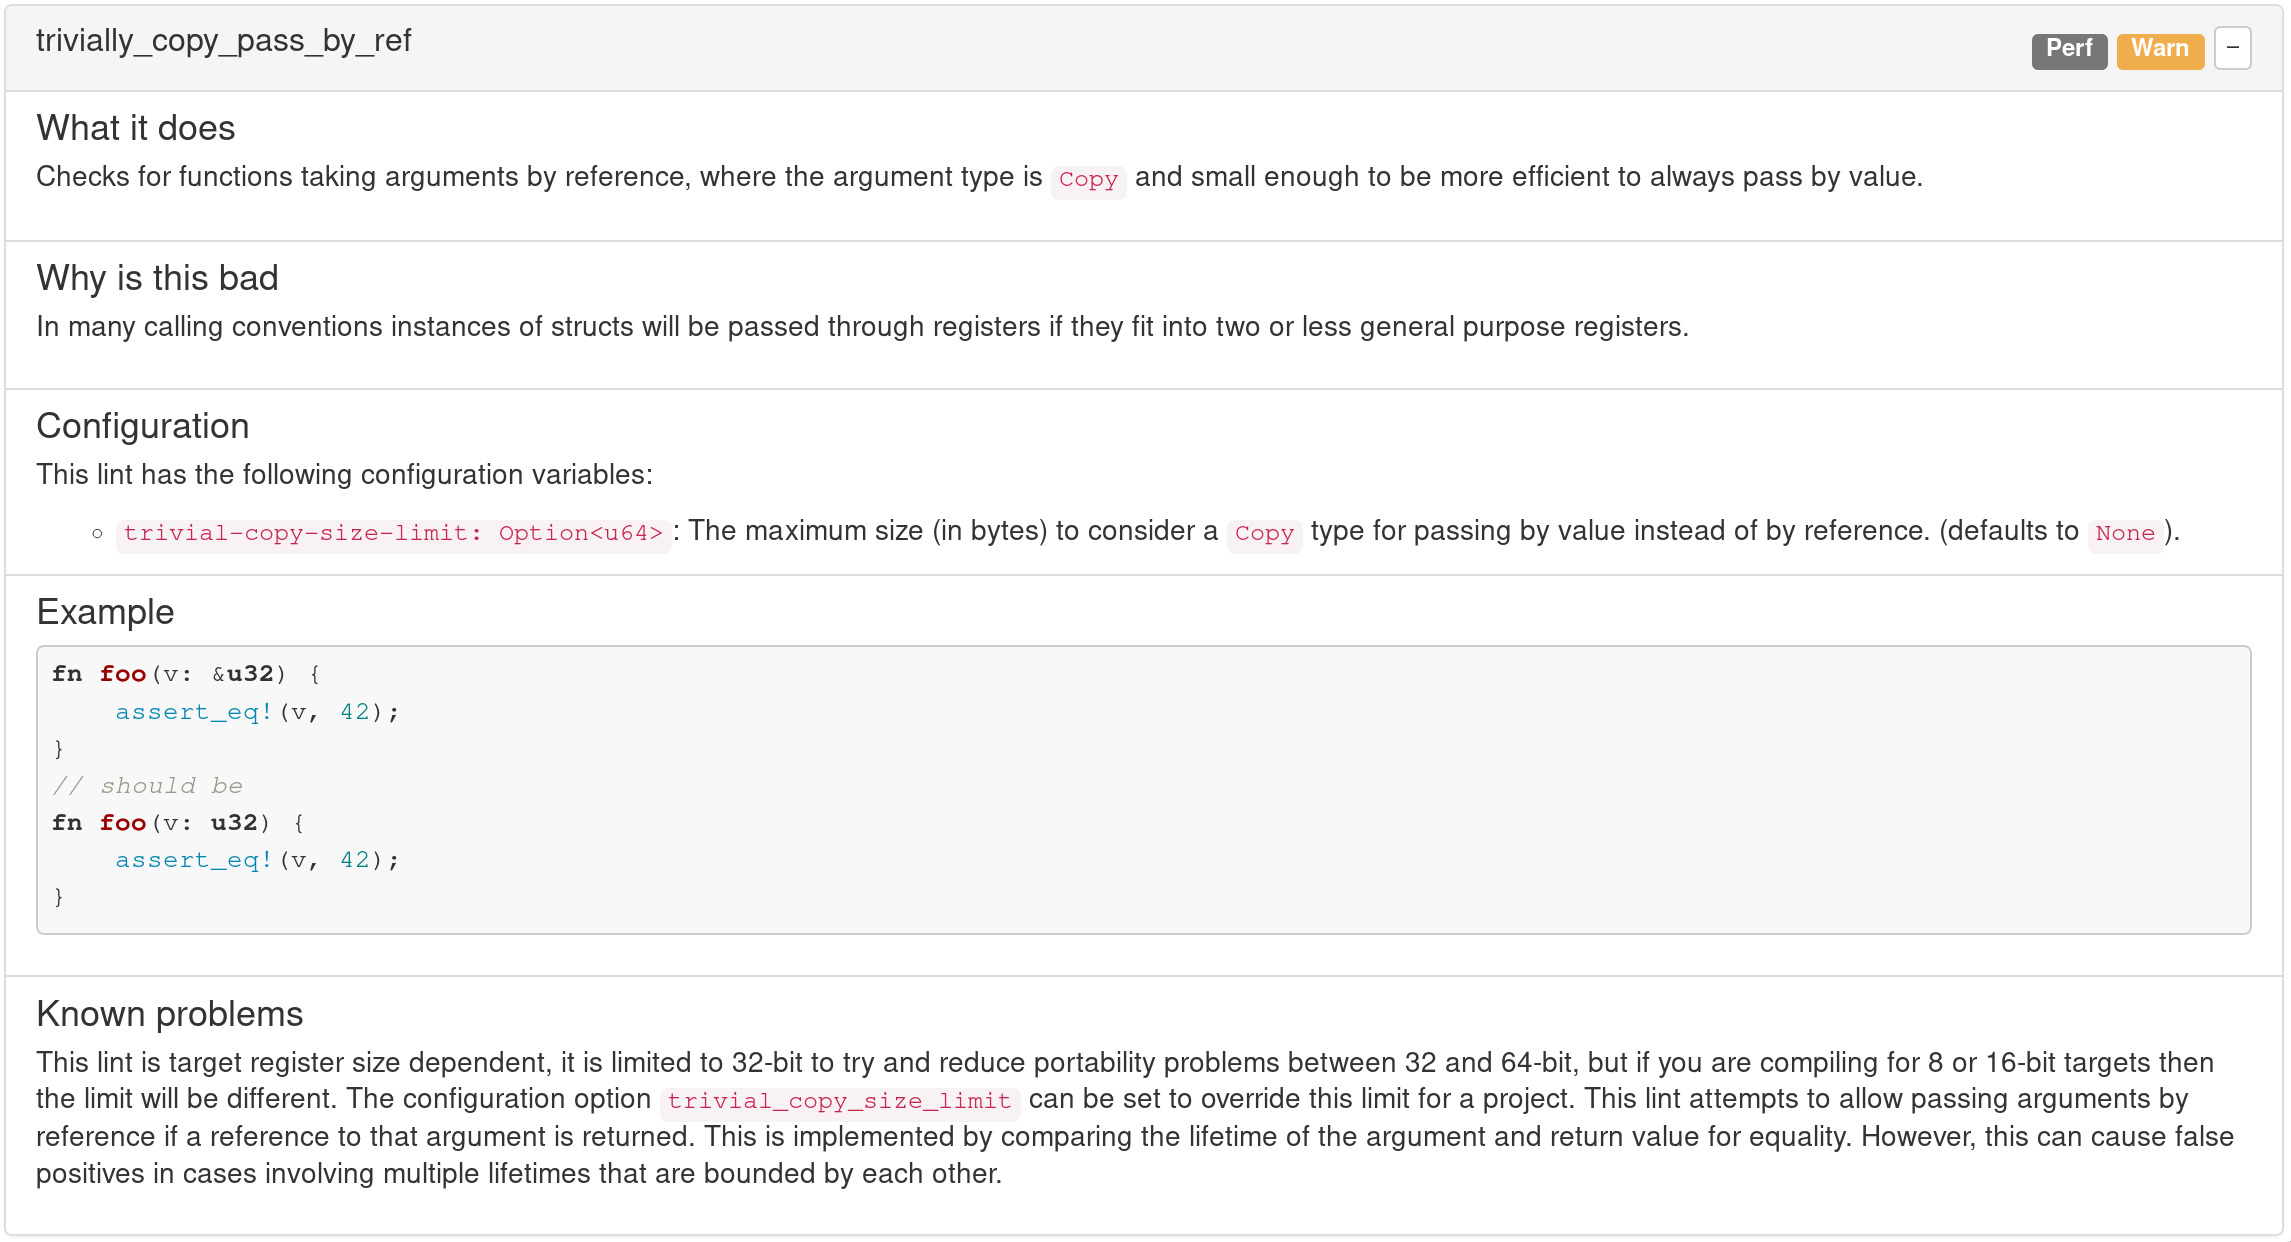 trivially_copy_pass_by_ref
Perf Warn −
What it does
Checks for functions taking arguments by reference, where the argument type is Copy and small enough to be more efficient to always pass by value.
Why is this bad
In many calling conventions instances of structs will be passed through registers if they fit into two or less general purpose registers.
Configuration
This lint has the following configuration variables:
◦ trivial-copy-size-limit: Option<u64>: The maximum size (in bytes) to consider a Copy type for passing by value instead of by reference. (defaults to None).
Example
fn foo(v: &u32) {
    assert_eq!(v, 42);
}
// should be
fn foo(v: u32) {
    assert_eq!(v, 42);
}
Known problems
This lint is target register size dependent, it is limited to 32-bit to try and reduce portability problems between 32 and 64-bit, but if you are compiling for 8 or 16-bit targets then
the limit will be different. The configuration option trivial_copy_size_limit can be set to override this limit for a project. This lint attempts to allow passing arguments by
reference if a reference to that argument is returned. This is implemented by comparing the lifetime of the argument and return value for equality. However, this can cause false
positives in cases involving multiple lifetimes that are bounded by each other.